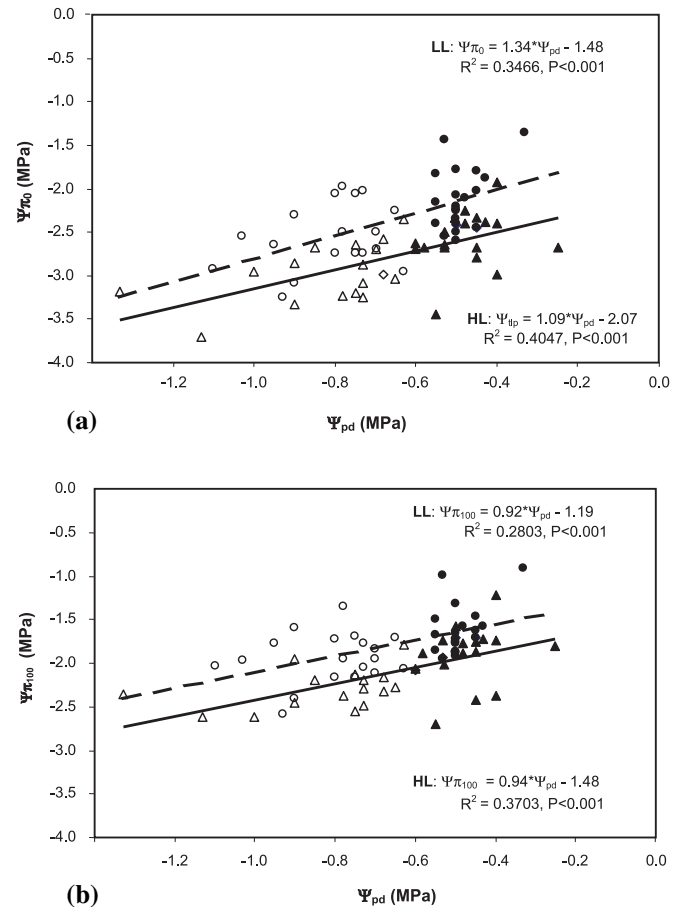 0.0
LL: Ψπ₀ = 1.34*Ψpd - 1.48
R² = 0.3466, P<0.001
-0.5
-1.0
-1.5
-2.0
Ψπ₀ (MPa)
-2.5
-3.0
HL: Ψtlp = 1.09*Ψpd - 2.07
R² = 0.4047, P<0.001
-3.5
-4.0
-1.2 -1.0 -0.8 -0.6 -0.4 -0.2 0.0
(a) Ψpd (MPa)
0.0
LL: Ψπ₁₀₀ = 0.92*Ψpd - 1.19
R² = 0.2803, P<0.001
-0.5
-1.0
-1.5
Ψπ₁₀₀ (MPa)
-2.0
-2.5
-3.0
HL: Ψπ₁₀₀ = 0.94*Ψpd - 1.48
R² = 0.3703, P<0.001
-3.5
-4.0
-1.2 -1.0 -0.8 -0.6 -0.4 -0.2 0.0
(b) Ψpd (MPa)